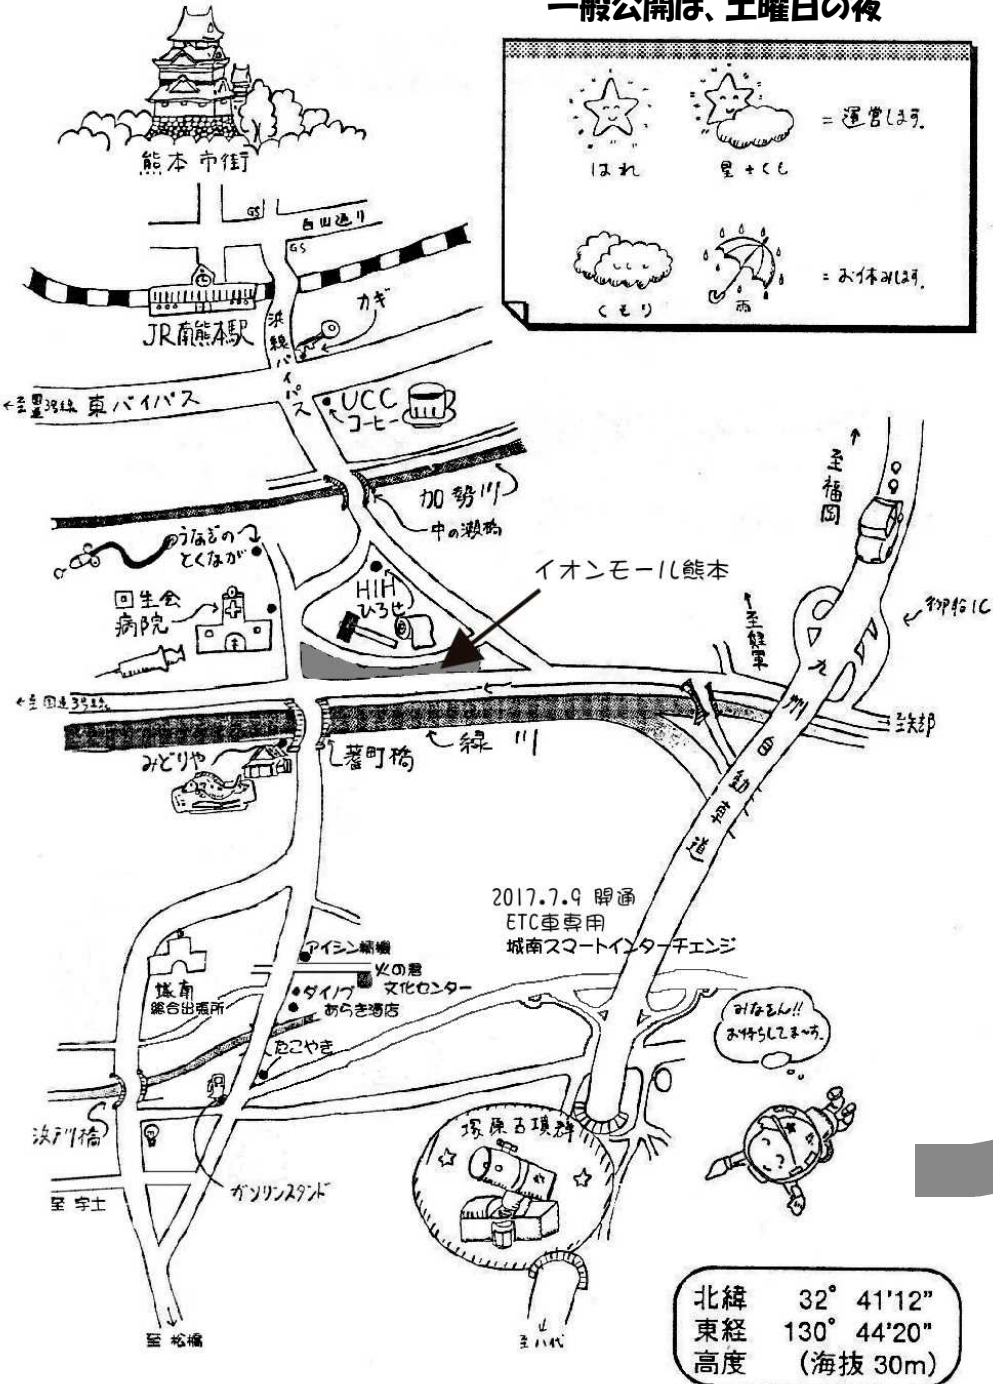 一般公開は、土曜日の夜
はれ
星+くも
=運営します。
くもり
雨
=お休みします。
熊本市街
GS
白山通り
GS
カギ
JR南熊本駅
浜線バイパス
←至国道3号線 東バイパス
UCC
コーヒー
加勢川
中の瀬橋
至福岡
うなぎの
とくなが
イオンモール熊本
HIH
ひろせ
回生会
病院
御船IC
←至国道3号線
至矢部
緑川
みどりや
九州自動車道
2017.7.9 開通
ETC車専用
城南スマートインターチェンジ
アイシン精機
火の君
文化センター
城南
総合出張所
ダイノブ
あらき酒店
たこやき
みなさん!!
お待ちしてまーす。
塚原古墳群
ガソリンスタンド
至 宇土
至 松橋
至八代
北緯 32° 41'12"
東経 130° 44'20"
高度 (海抜 30m)